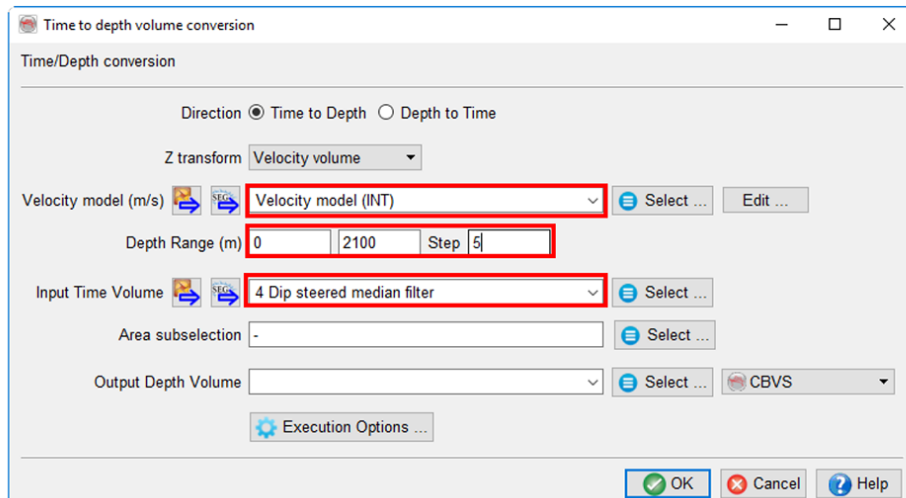 Time to depth volume conversion
Time/Depth conversion
Direction Time to Depth Depth to Time
Z transform Velocity volume
Velocity model (m/s) SEG Velocity model (INT) Select ... Edit ...
Depth Range (m) 0 2100 Step 5
Input Time Volume SEG 4 Dip steered median filter Select ...
Area subselection - Select ...
Output Depth Volume Select ... CBVS
Execution Options ...
OK Cancel Help